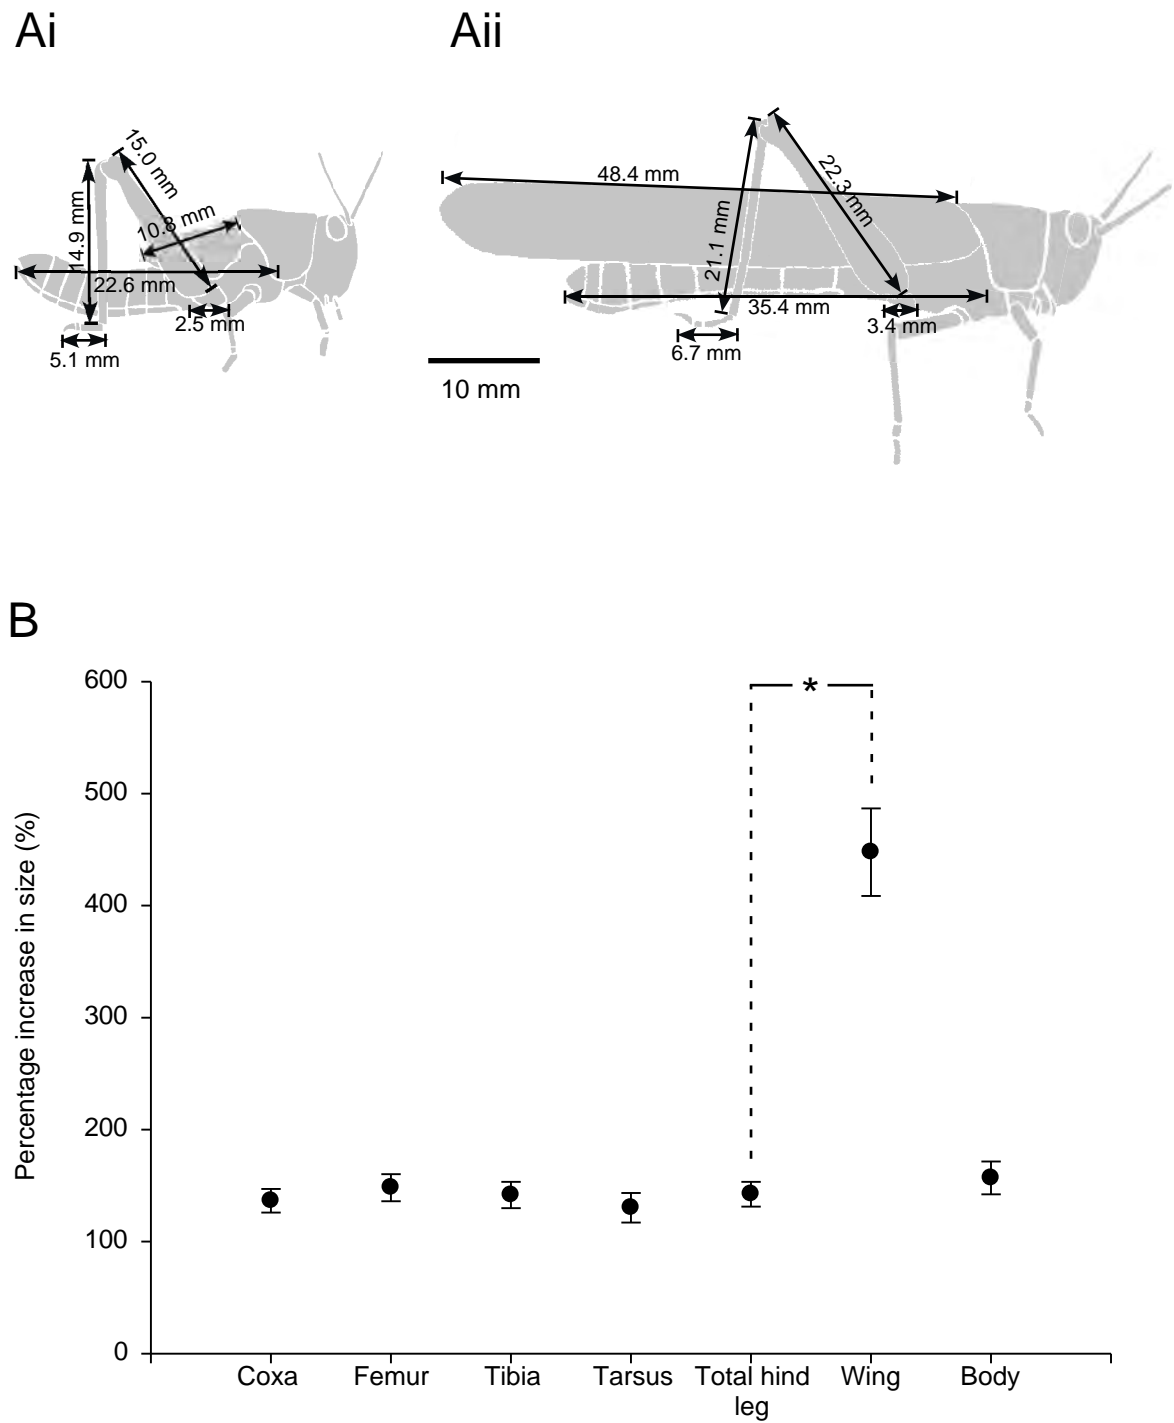 Ai
Aii
15.0 mm
14.9 mm
10.8 mm
22.6 mm
2.5 mm
5.1 mm
48.4 mm
22.3 mm
21.1 mm
35.4 mm
3.4 mm
6.7 mm
10 mm
B
Percentage increase in size (%)
600
500
400
300
200
100
0
*
Coxa
Femur
Tibia
Tarsus
Total hind
leg
Wing
Body